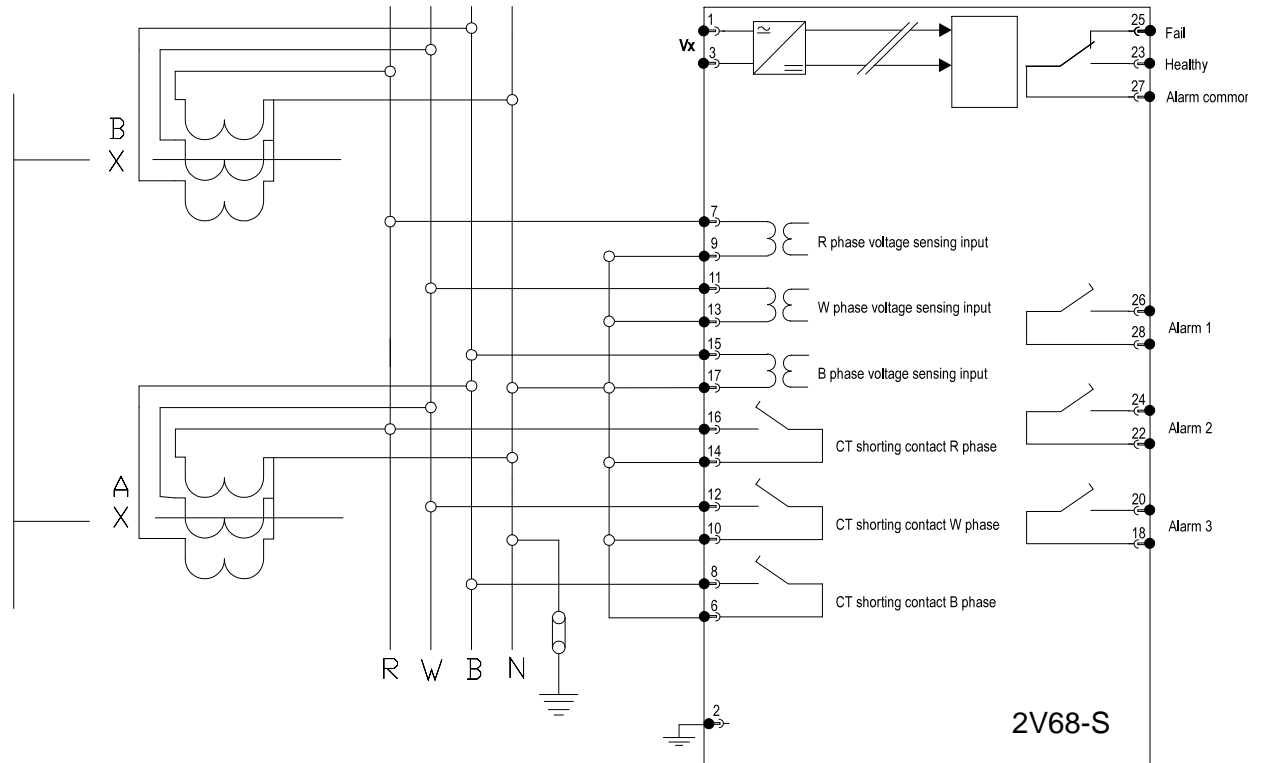 1
Vx
3
25
Fail
23
Healthy
27
Alarm common
B
X
7
R phase voltage sensing input
9
11
W phase voltage sensing input
13
15
B phase voltage sensing input
17
26
Alarm 1
28
16
CT shorting contact R phase
14
24
Alarm 2
22
A
X
12
CT shorting contact W phase
10
20
Alarm 3
18
8
CT shorting contact B phase
6
R W B N
2
2V68-S